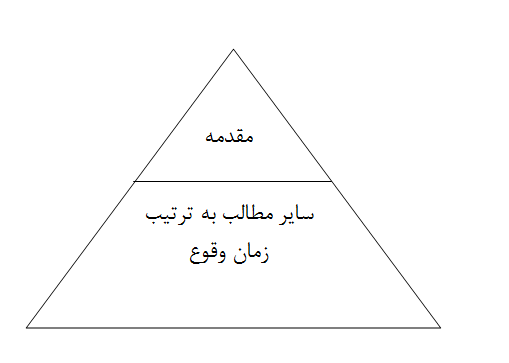 مقدمه
سایر مطالب به ترتیب
زمان وقوع